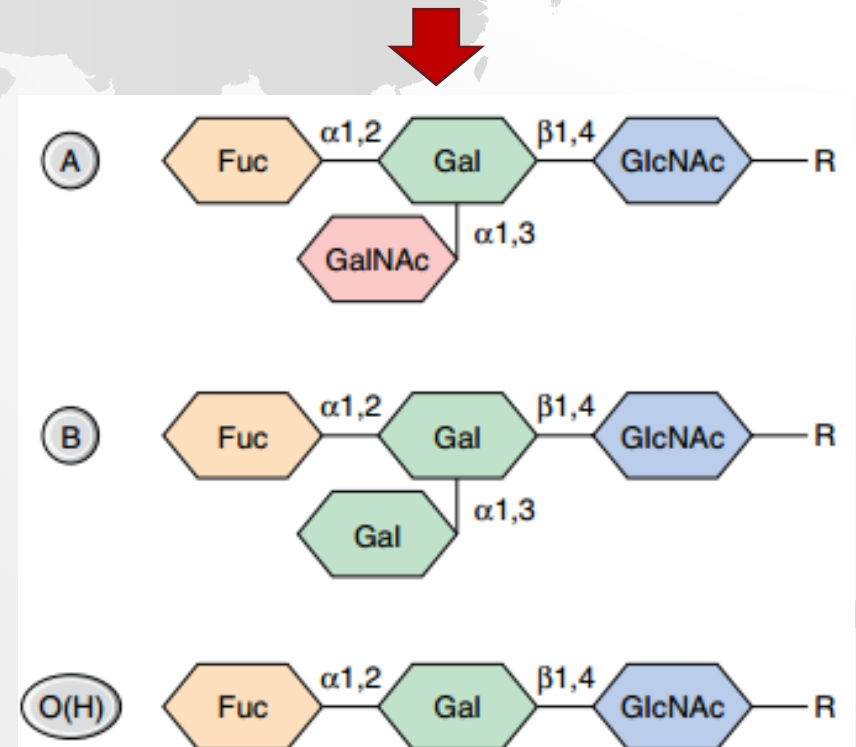 α1,2 β1,4
A Fuc Gal GlcNAc R
α1,3
GalNAc
α1,2 β1,4
B Fuc Gal GlcNAc R
α1,3
Gal
α1,2 β1,4
O(H) Fuc Gal GlcNAc R